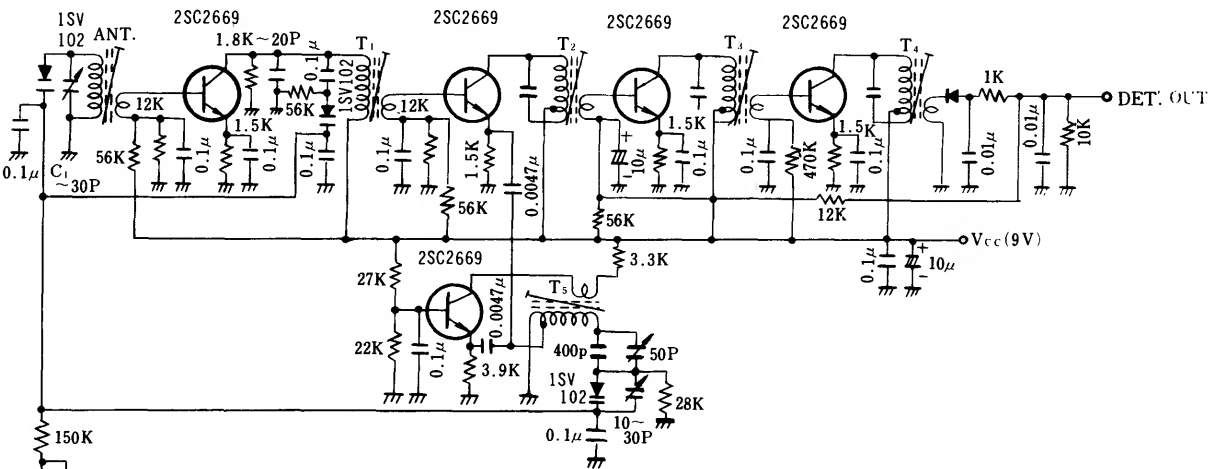 1SV
102
ANT.
2SC2669
1.8K~20P
0.1μ
T1
2SC2669
T2
2SC2669
T3
2SC2669
T4
1K
DET. OUT
56K
1SV102
12K
1.5K
0.1μ
0.1μ
0.1μ
56K
C1
~30P
0.1μ
12K
0.1μ
1.5K
56K
0.0047μ
+
10μ
-
1.5K
0.1μ
56K
0.1μ
470K
1.5K
0.1μ
0.01μ
0.01μ
10K
12K
Vcc(9V)
0.1μ
+
10μ
-
2SC2669
27K
22K
0.1μ
3.9K
0.0047μ
T5
3.3K
400p
50P
1SV
102
10~
30P
28K
0.1μ
150K